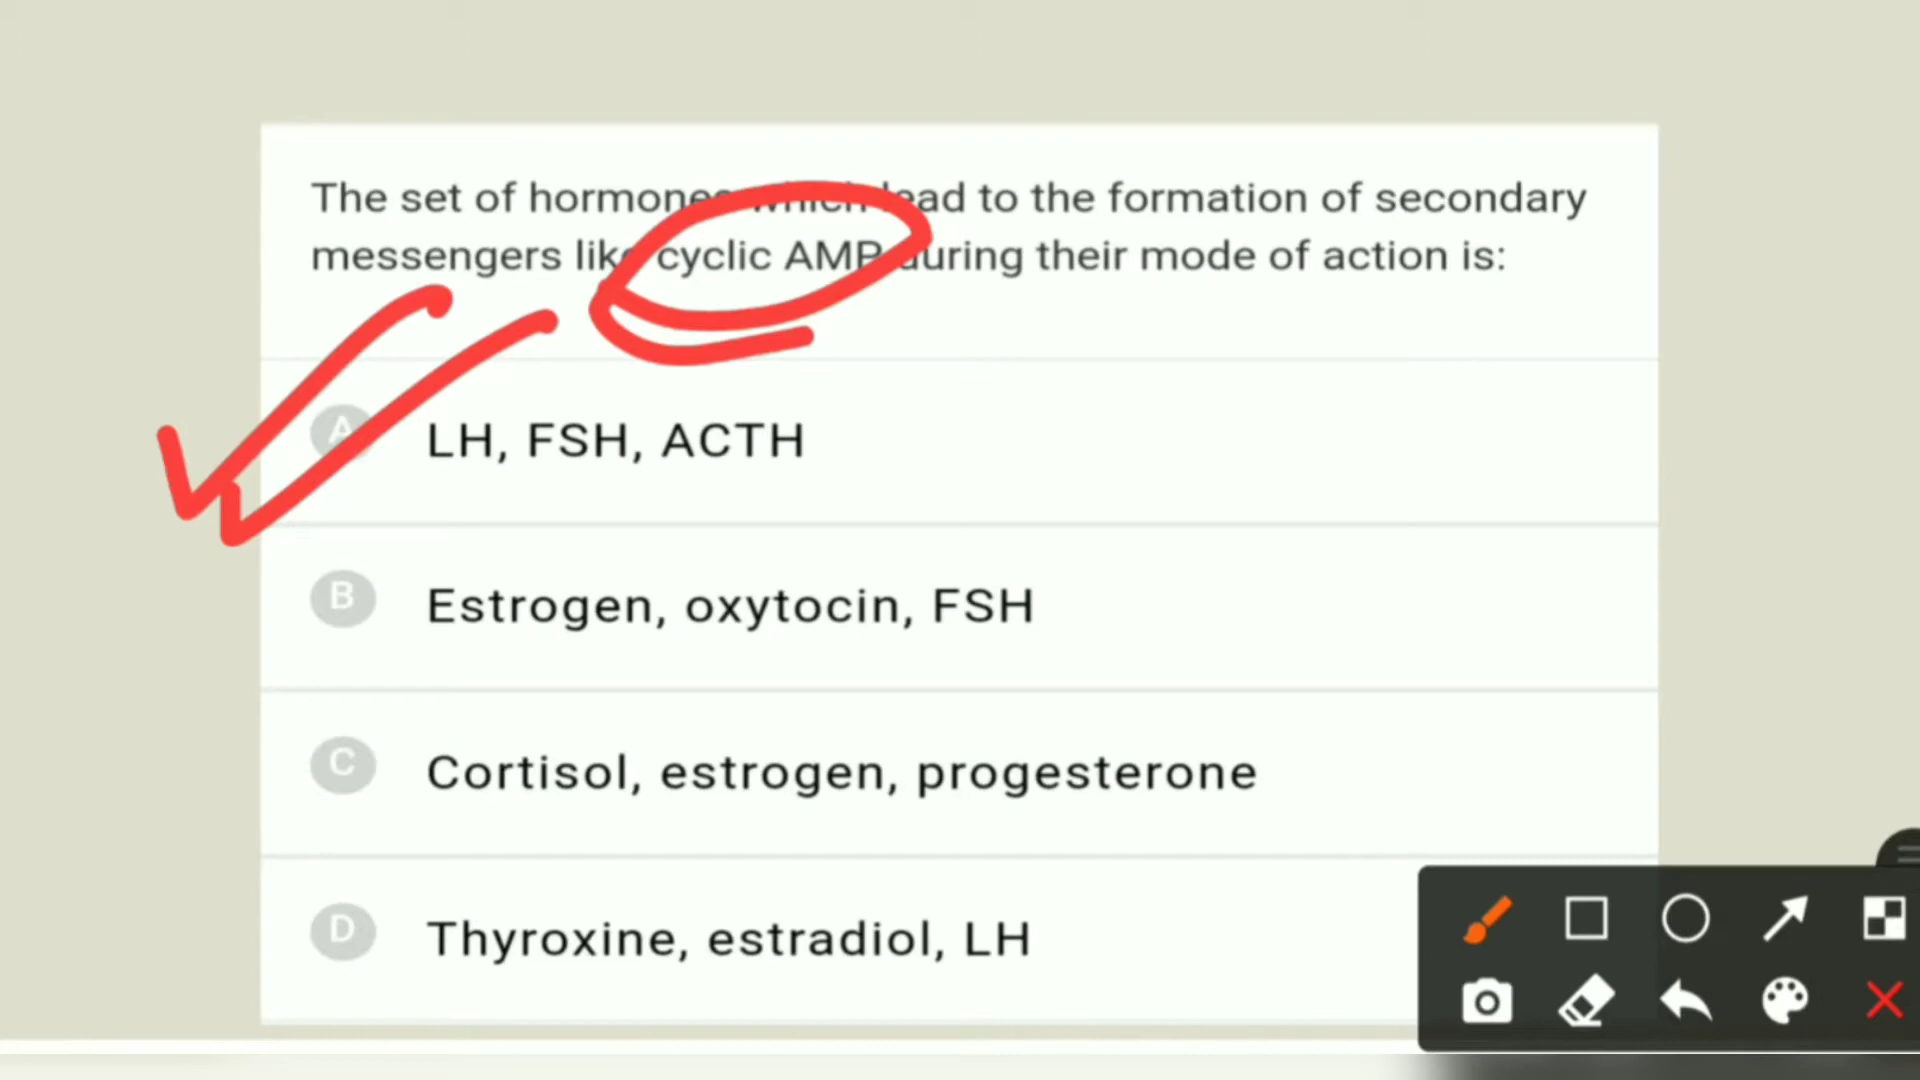 The set of hormones which lead to the formation of secondary
messengers like cyclic AMP during their mode of action is:
A LH, FSH, ACTH
B Estrogen, oxytocin, FSH
C Cortisol, estrogen, progesterone
D Thyroxine, estradiol, LH